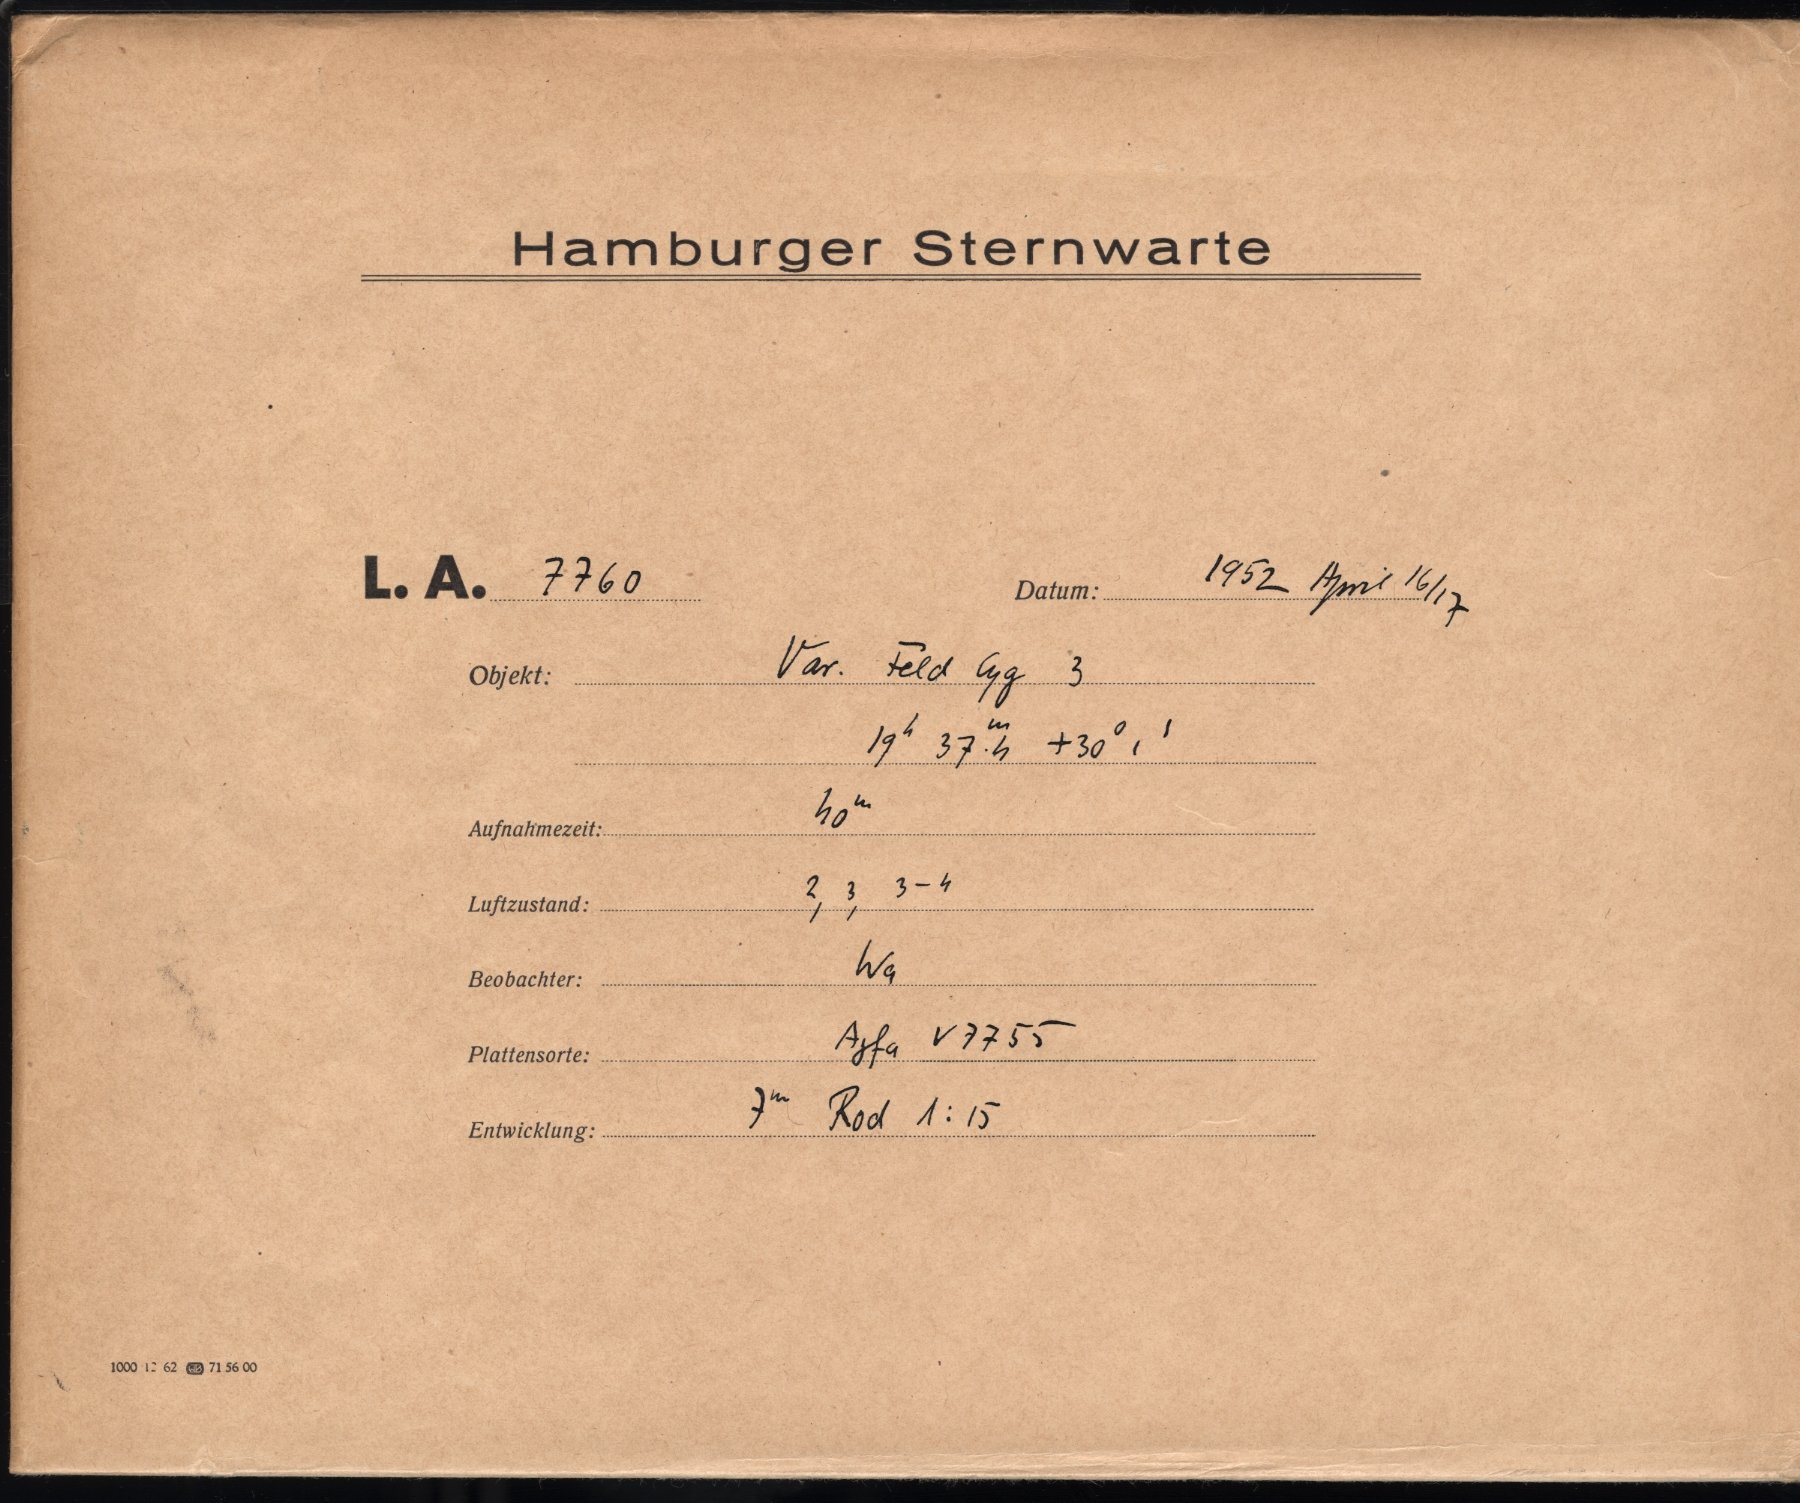 Hamburger Sternwarte
L. A. 7760 Datum: 1952 April 16/17
Objekt: Var. Feld Cyg 3
19ʰ 37ᵐ.4 +30° 1'
Aufnahmezeit: 40ᵐ
Luftzustand: 2, 3, 3-4
Beobachter: Wa
Plattensorte: Agfa V7755
Entwicklung: 7ᵐ Rod 1:15
1000 12 62 71 56 00